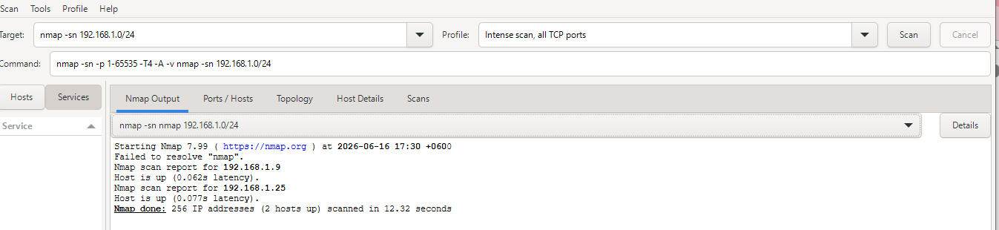 Scan Tools Profile Help
Target: nmap -sn 192.168.1.0/24 Profile: Intense scan, all TCP ports Scan Cancel
Command: nmap -sn -p 1-65535 -T4 -A -v nmap -sn 192.168.1.0/24
Hosts Services Nmap Output Ports / Hosts Topology Host Details Scans
Service nmap -sn nmap 192.168.1.0/24 Details
Starting Nmap 7.99 ( https://nmap.org ) at 2026-06-16 17:30 +0600
Failed to resolve "nmap".
Nmap scan report for 192.168.1.9
Host is up (0.062s latency).
Nmap scan report for 192.168.1.25
Host is up (0.077s latency).
Nmap done: 256 IP addresses (2 hosts up) scanned in 12.32 seconds